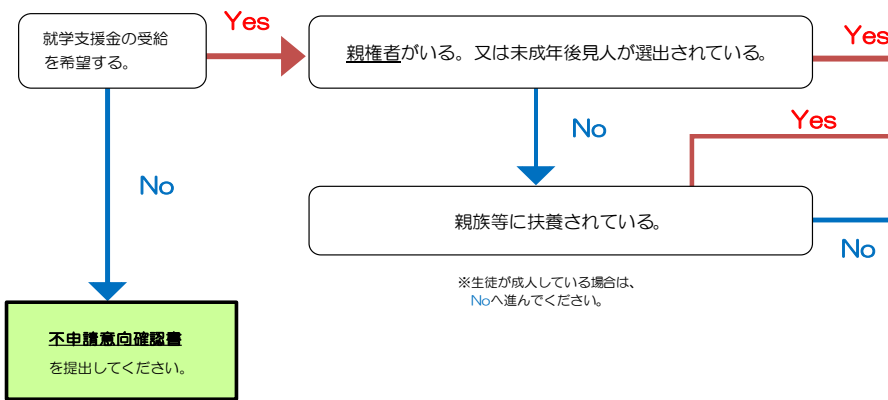 就学支援金の受給
を希望する。
Yes
親権者がいる。又は未成年後見人が選出されている。
Yes
No
No
Yes
親族等に扶養されている。
No
※生徒が成人している場合は、
Noへ進んでください。
不申請意向確認書
を提出してください。